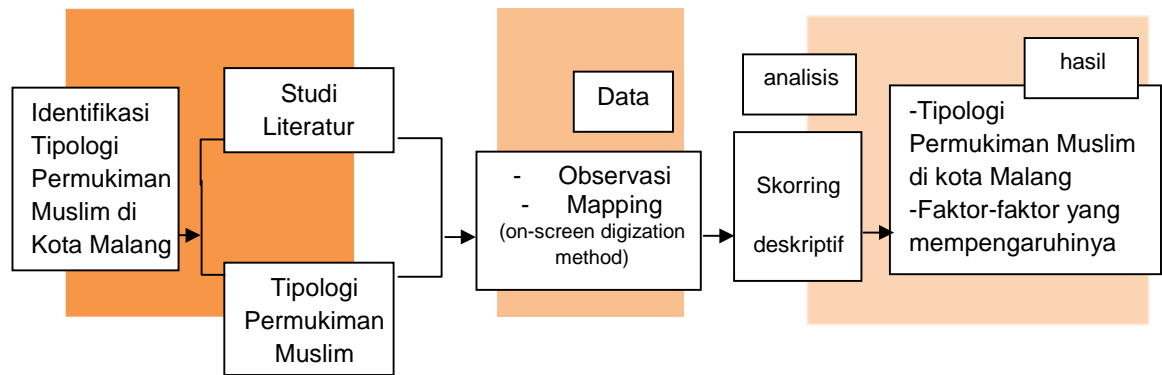 Identifikasi
Tipologi
Permukiman
Muslim di
Kota Malang
Studi
Literatur
Tipologi
Permukiman
Muslim
Data
- Observasi
- Mapping
(on-screen digization
method)
analisis
Skorring
deskriptif
hasil
-Tipologi
Permukiman Muslim
di kota Malang
-Faktor-faktor yang
mempengaruhinya